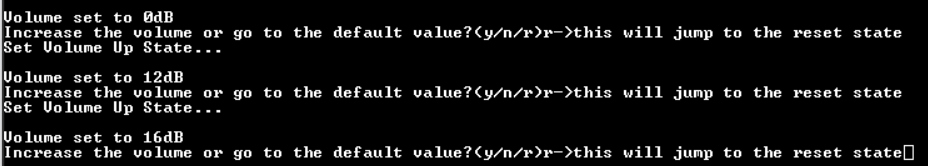 Volume set to 0dB
Increase the volume or go to the default value?(y/n/r)r->this will jump to the reset state
Set Volume Up State...
Volume set to 12dB
Increase the volume or go to the default value?(y/n/r)r->this will jump to the reset state
Set Volume Up State...
Volume set to 16dB
Increase the volume or go to the default value?(y/n/r)r->this will jump to the reset state